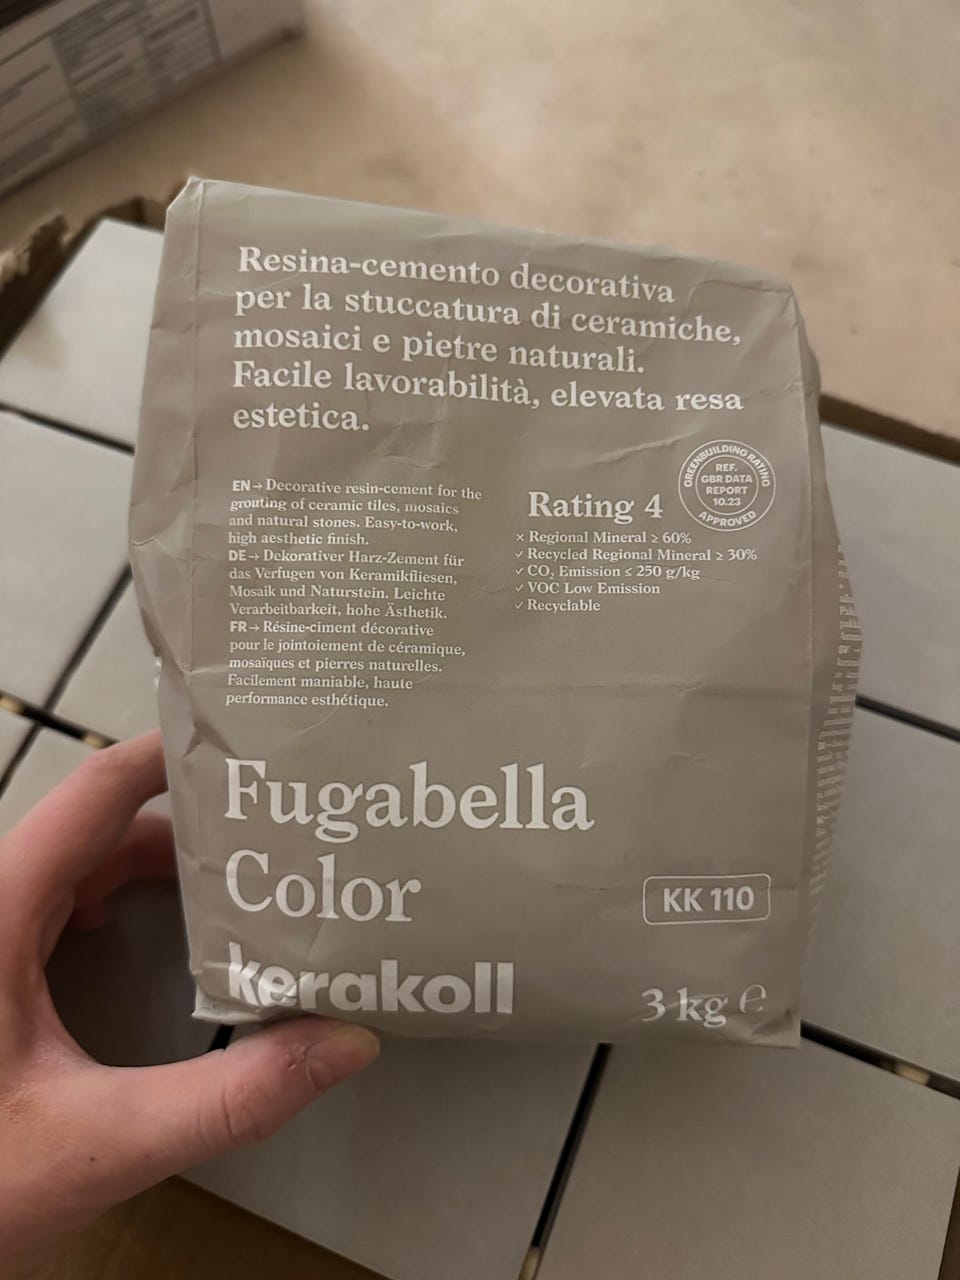 Resina-cemento decorativa
per la stuccatura di ceramiche,
mosaici e pietre naturali.
Facile lavorabilità, elevata resa
estetica.
EN → Decorative resin-cement for the
grouting of ceramic tiles, mosaics
and natural stones. Easy-to-work,
high aesthetic finish.
DE → Dekorativer Harz-Zement für
das Verfugen von Keramikfliesen,
Mosaik und Naturstein. Leichte
Verarbeitbarkeit, hohe Ästhetik.
FR → Résine-ciment décorative
pour le jointoiement de céramique,
mosaïques et pierres naturelles.
Facilement maniable, haute
performance esthétique.
GREENBUILDING RATING
REF.
GBR DATA
REPORT
10.23
APPROVED
Rating 4
× Regional Mineral ≥ 60%
✓ Recycled Regional Mineral ≥ 30%
✓ CO₂ Emission ≤ 250 g/kg
✓ VOC Low Emission
✓ Recyclable
Fugabella
Color
KK 110
kerakoll
3 kg ℮